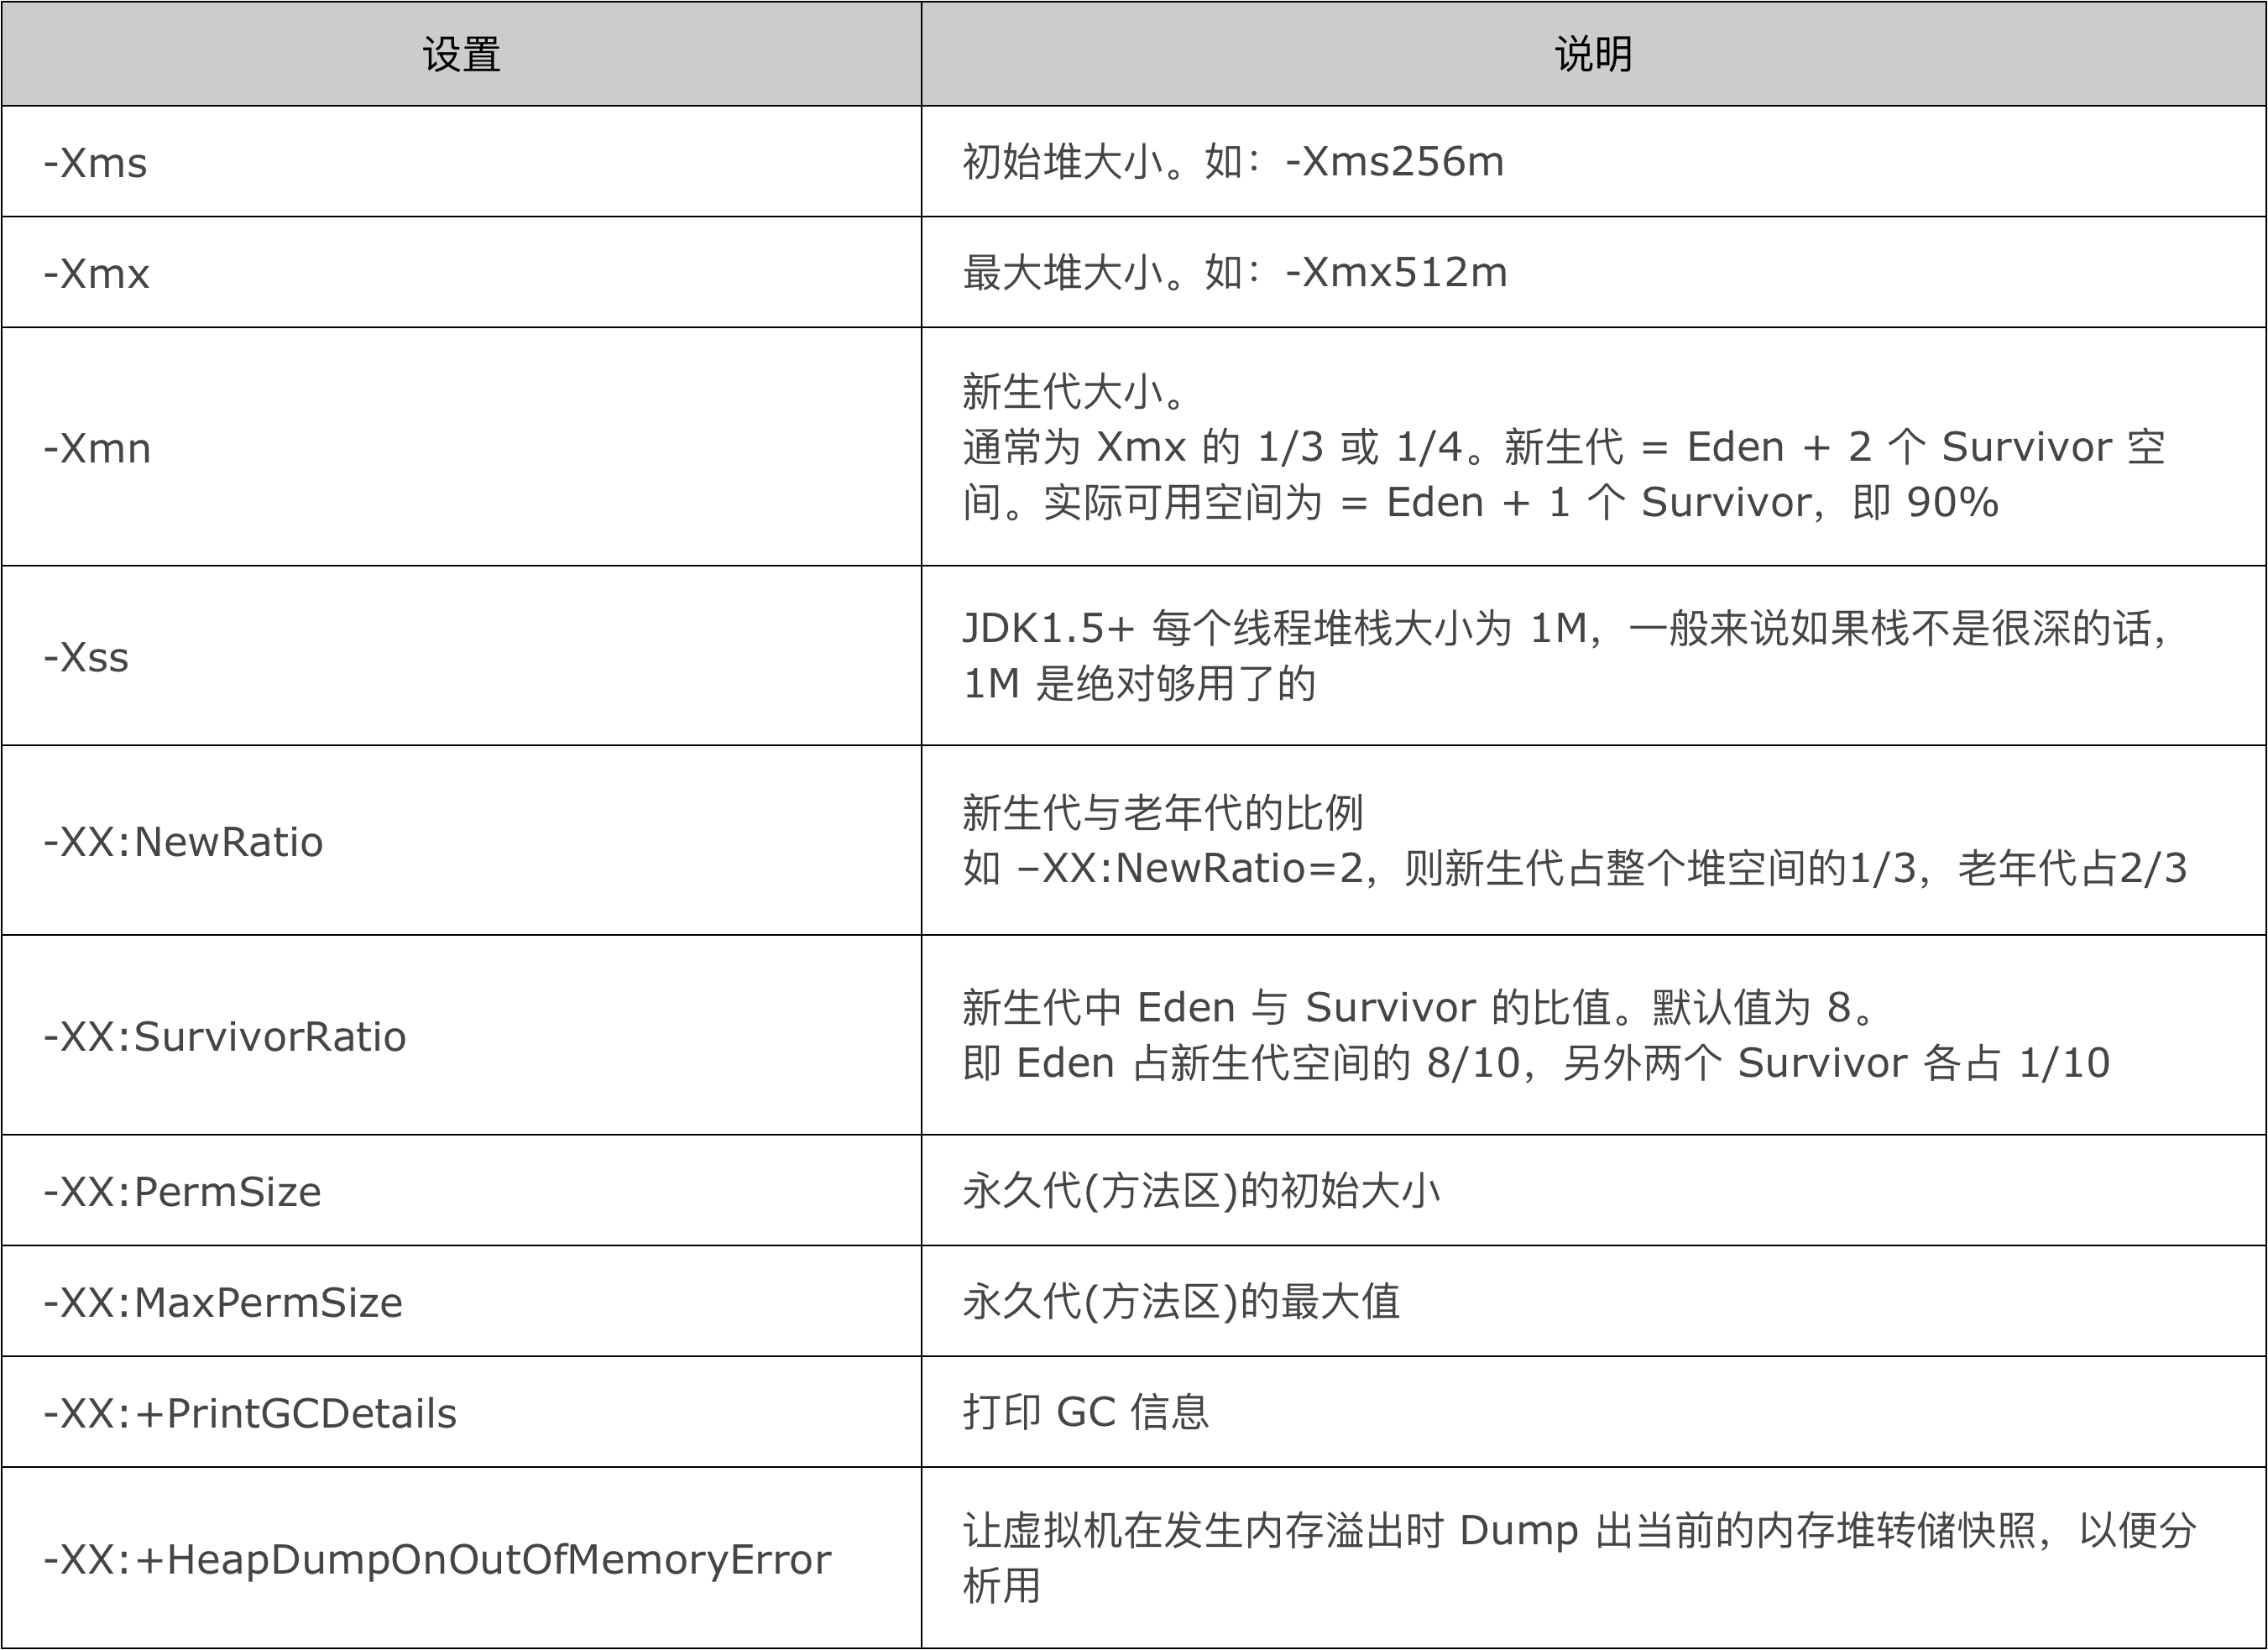 设置
说明
-Xms
初始堆大小。如：-Xms256m
-Xmx
最大堆大小。如：-Xmx512m
-Xmn
新生代大小。
通常为 Xmx 的 1/3 或 1/4。新生代 = Eden + 2 个 Survivor 空
间。实际可用空间为 = Eden + 1 个 Survivor，即 90%
-Xss
JDK1.5+ 每个线程堆栈大小为 1M，一般来说如果栈不是很深的话，
1M 是绝对够用了的
-XX:NewRatio
新生代与老年代的比例
如 –XX:NewRatio=2，则新生代占整个堆空间的1/3，老年代占2/3
-XX:SurvivorRatio
新生代中 Eden 与 Survivor 的比值。默认值为 8。
即 Eden 占新生代空间的 8/10，另外两个 Survivor 各占 1/10
-XX:PermSize
永久代(方法区)的初始大小
-XX:MaxPermSize
永久代(方法区)的最大值
-XX:+PrintGCDetails
打印 GC 信息
-XX:+HeapDumpOnOutOfMemoryError
让虚拟机在发生内存溢出时 Dump 出当前的内存堆转储快照，以便分
析用